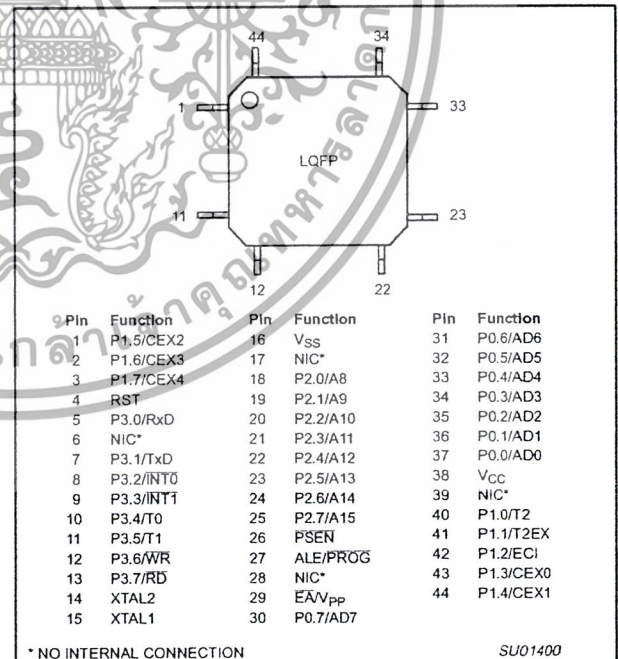 44 34
1 33
LQFP
11 23
12 22
Pin Function Pin Function Pin Function
1 P1.5/CEX2 16 VSS 31 P0.6/AD6
2 P1.6/CEX3 17 NIC* 32 P0.5/AD5
3 P1.7/CEX4 18 P2.0/A8 33 P0.4/AD4
4 RST 19 P2.1/A9 34 P0.3/AD3
5 P3.0/RxD 20 P2.2/A10 35 P0.2/AD2
6 NIC* 21 P2.3/A11 36 P0.1/AD1
7 P3.1/TxD 22 P2.4/A12 37 P0.0/AD0
8 P3.2/INT0 23 P2.5/A13 38 VCC
9 P3.3/INT1 24 P2.6/A14 39 NIC*
10 P3.4/T0 25 P2.7/A15 40 P1.0/T2
11 P3.5/T1 26 PSEN 41 P1.1/T2EX
12 P3.6/WR 27 ALE/PROG 42 P1.2/ECI
13 P3.7/RD 28 NIC* 43 P1.3/CEX0
14 XTAL2 29 EA/VPP 44 P1.4/CEX1
15 XTAL1 30 P0.7/AD7
* NO INTERNAL CONNECTION SU01400